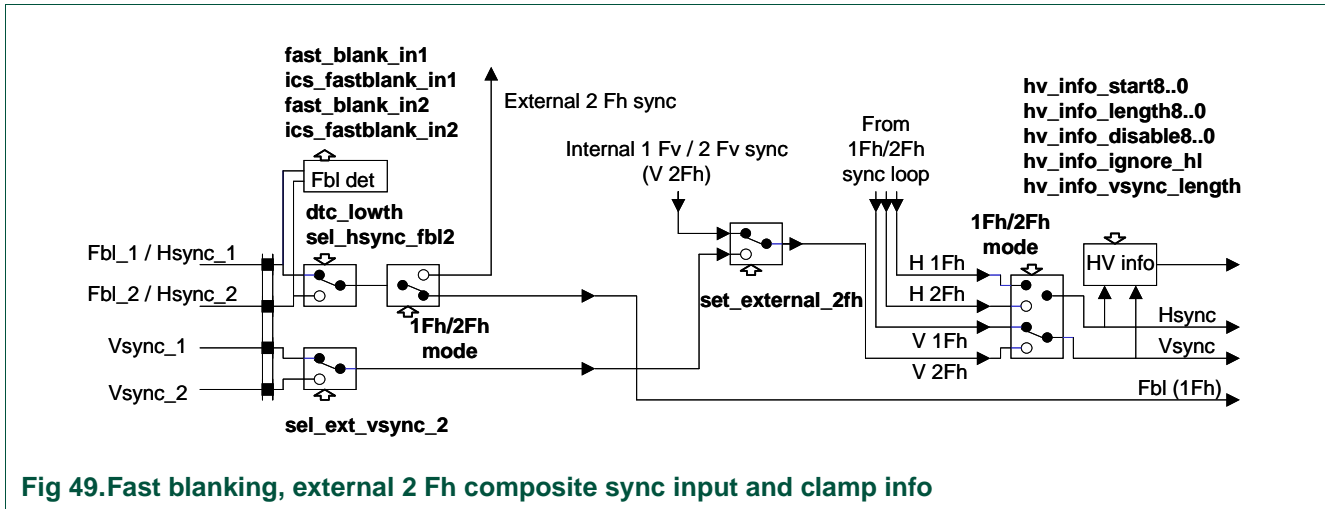 fast_blank_in1
ics_fastblank_in1
fast_blank_in2
ics_fastblank_in2
External 2 Fh sync
Fbl det
dtc_lowth
sel_hsync_fbl2
Fbl_1 / Hsync_1
Fbl_2 / Hsync_2
1Fh/2Fh
mode
Vsync_1
Vsync_2
sel_ext_vsync_2
Internal 1 Fv / 2 Fv sync
(V 2Fh)
set_external_2fh
From
1Fh/2Fh
sync loop
H 1Fh
H 2Fh
V 1Fh
V 2Fh
1Fh/2Fh
mode
hv_info_start8..0
hv_info_length8..0
hv_info_disable8..0
hv_info_ignore_hl
hv_info_vsync_length
HV info
Hsync
Vsync
Fbl (1Fh)
Fig 49.Fast blanking, external 2 Fh composite sync input and clamp info